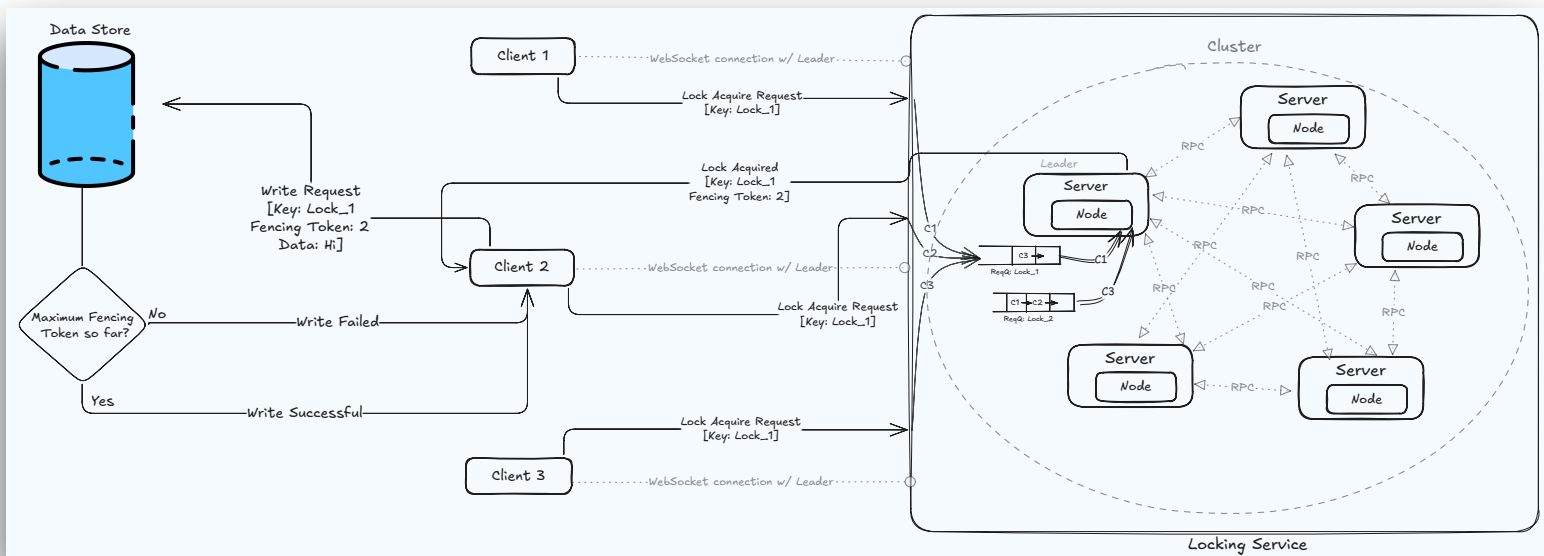 Data Store
Client 1
WebSocket connection w/ Leader
Lock Acquire Request
[Key: Lock_1]
Cluster
Server
Node
RPC
RPC
Leader
Server
Node
Lock Acquired
[Key: Lock_1
Fencing Token: 2]
Write Request
[Key: Lock_1
Fencing Token: 2
Data: Hi]
RPC
Server
Node
C1
C2
C3
C3
ReqQ: Lock_1
C1
RPC
RPC
Client 2
WebSocket connection w/ Leader
Lock Acquire Request
[Key: Lock_1]
C1
C2
ReqQ: Lock_2
C3
RPC
RPC
RPC
RPC
Maximum Fencing
Token so far?
No
Write Failed
Server
Node
RPC
Server
Node
Yes
Write Successful
Lock Acquire Request
[Key: Lock_1]
Client 3
WebSocket connection w/ Leader
Locking Service